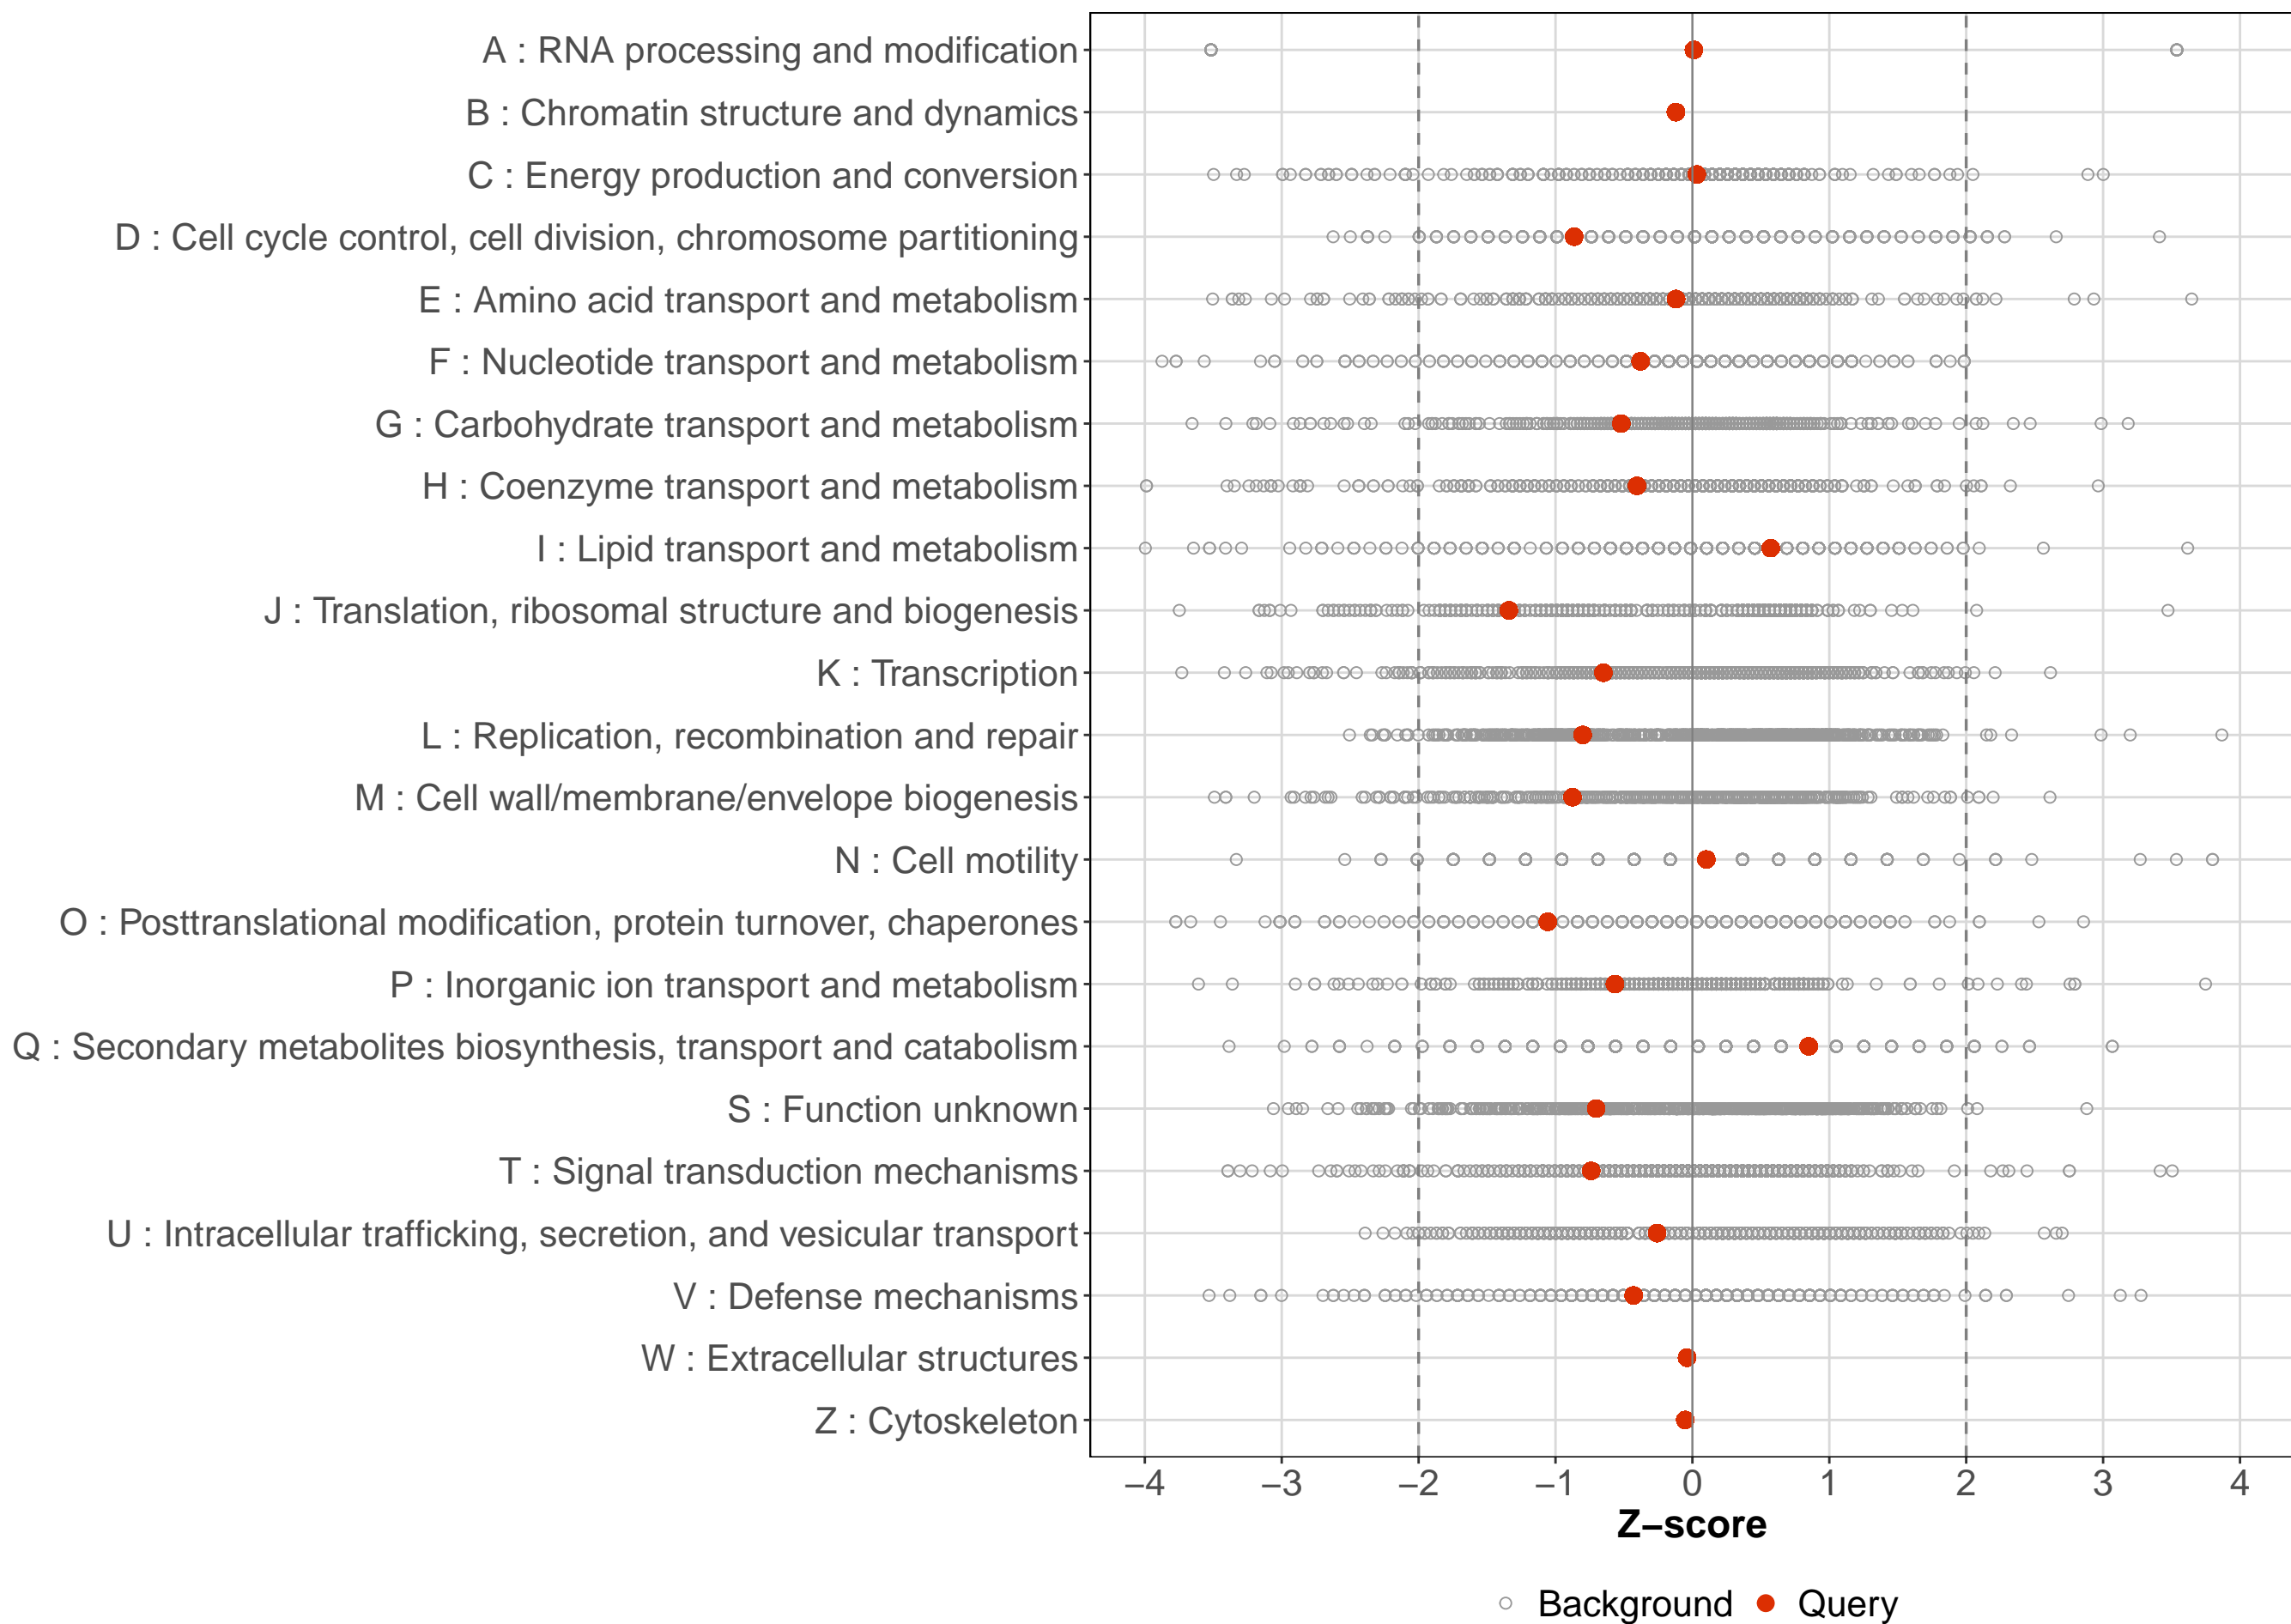 A : RNA processing and modification
B : Chromatin structure and dynamics
C : Energy production and conversion
D : Cell cycle control, cell division, chromosome partitioning
E : Amino acid transport and metabolism
F : Nucleotide transport and metabolism
G : Carbohydrate transport and metabolism
H : Coenzyme transport and metabolism
I : Lipid transport and metabolism
J : Translation, ribosomal structure and biogenesis
K : Transcription
L : Replication, recombination and repair
M : Cell wall/membrane/envelope biogenesis
N : Cell motility
O : Posttranslational modification, protein turnover, chaperones
P : Inorganic ion transport and metabolism
Q : Secondary metabolites biosynthesis, transport and catabolism
S : Function unknown
T : Signal transduction mechanisms
U : Intracellular trafficking, secretion, and vesicular transport
V : Defense mechanisms
W : Extracellular structures
Z : Cytoskeleton
−4 −3 −2 −1 0 1 2 3 4
Z−score
Background Query